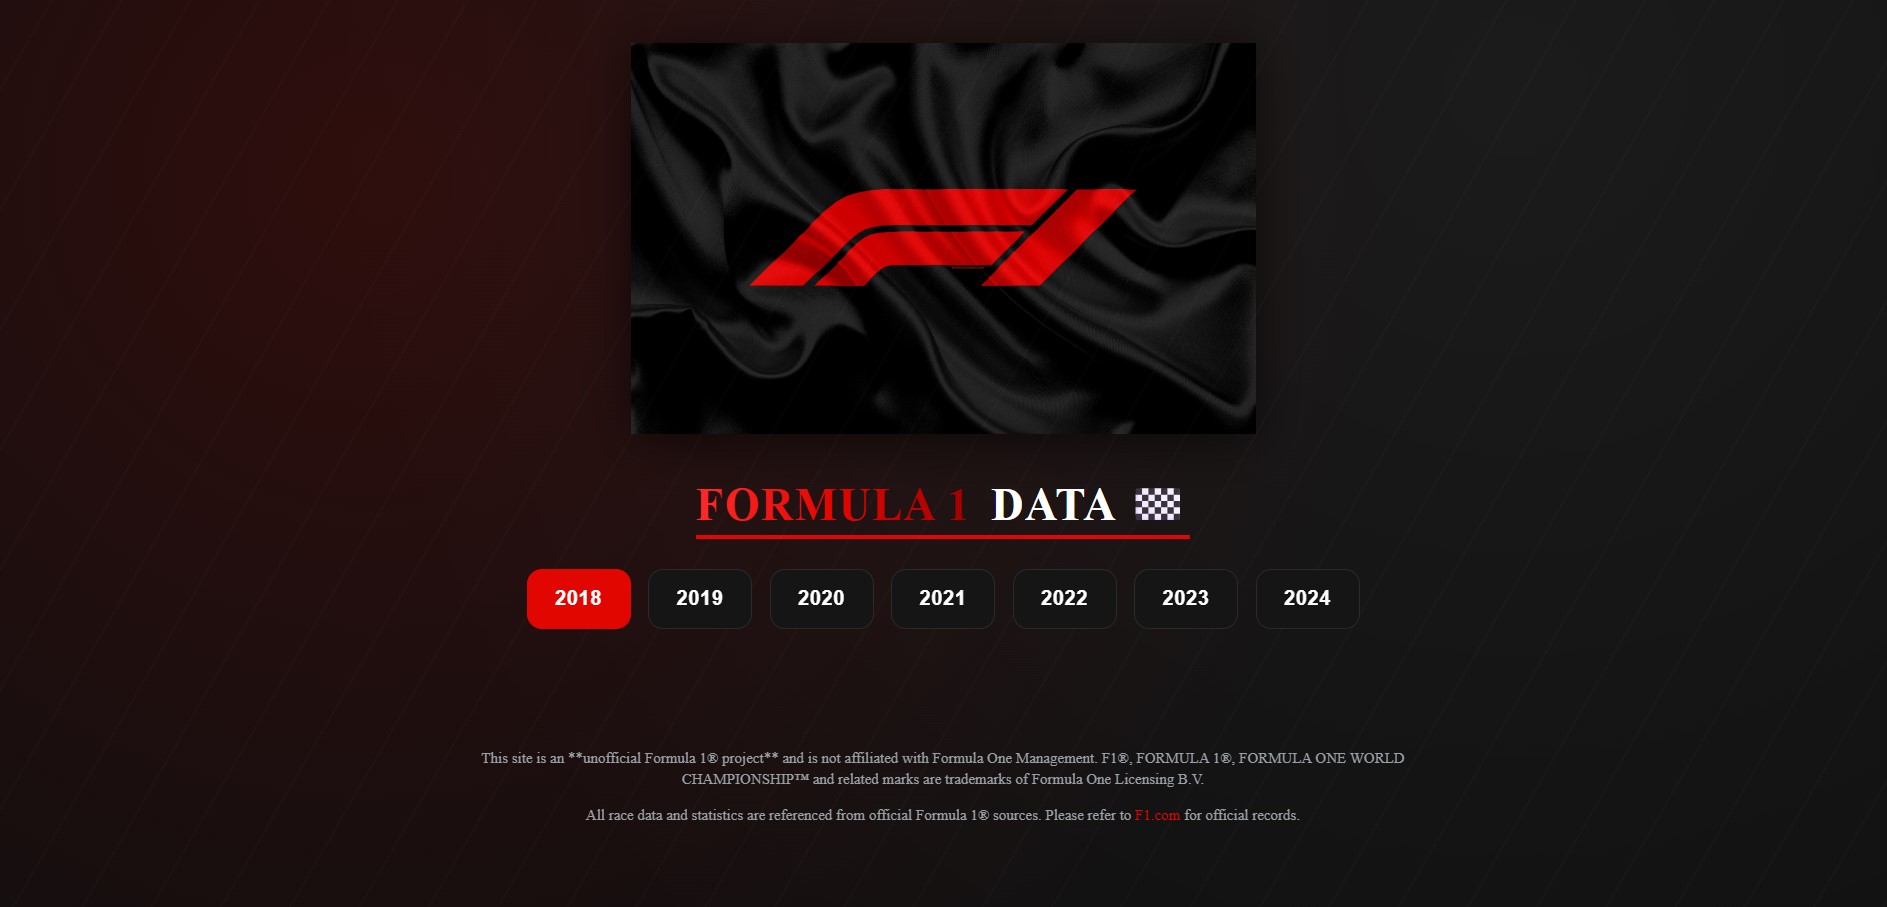 FORMULA 1 DATA
2018 2019 2020 2021 2022 2023 2024
This site is an **unofficial Formula 1® project** and is not affiliated with Formula One Management. F1®, FORMULA 1®, FORMULA ONE WORLD
CHAMPIONSHIP™ and related marks are trademarks of Formula One Licensing B.V.
All race data and statistics are referenced from official Formula 1® sources. Please refer to F1.com for official records.